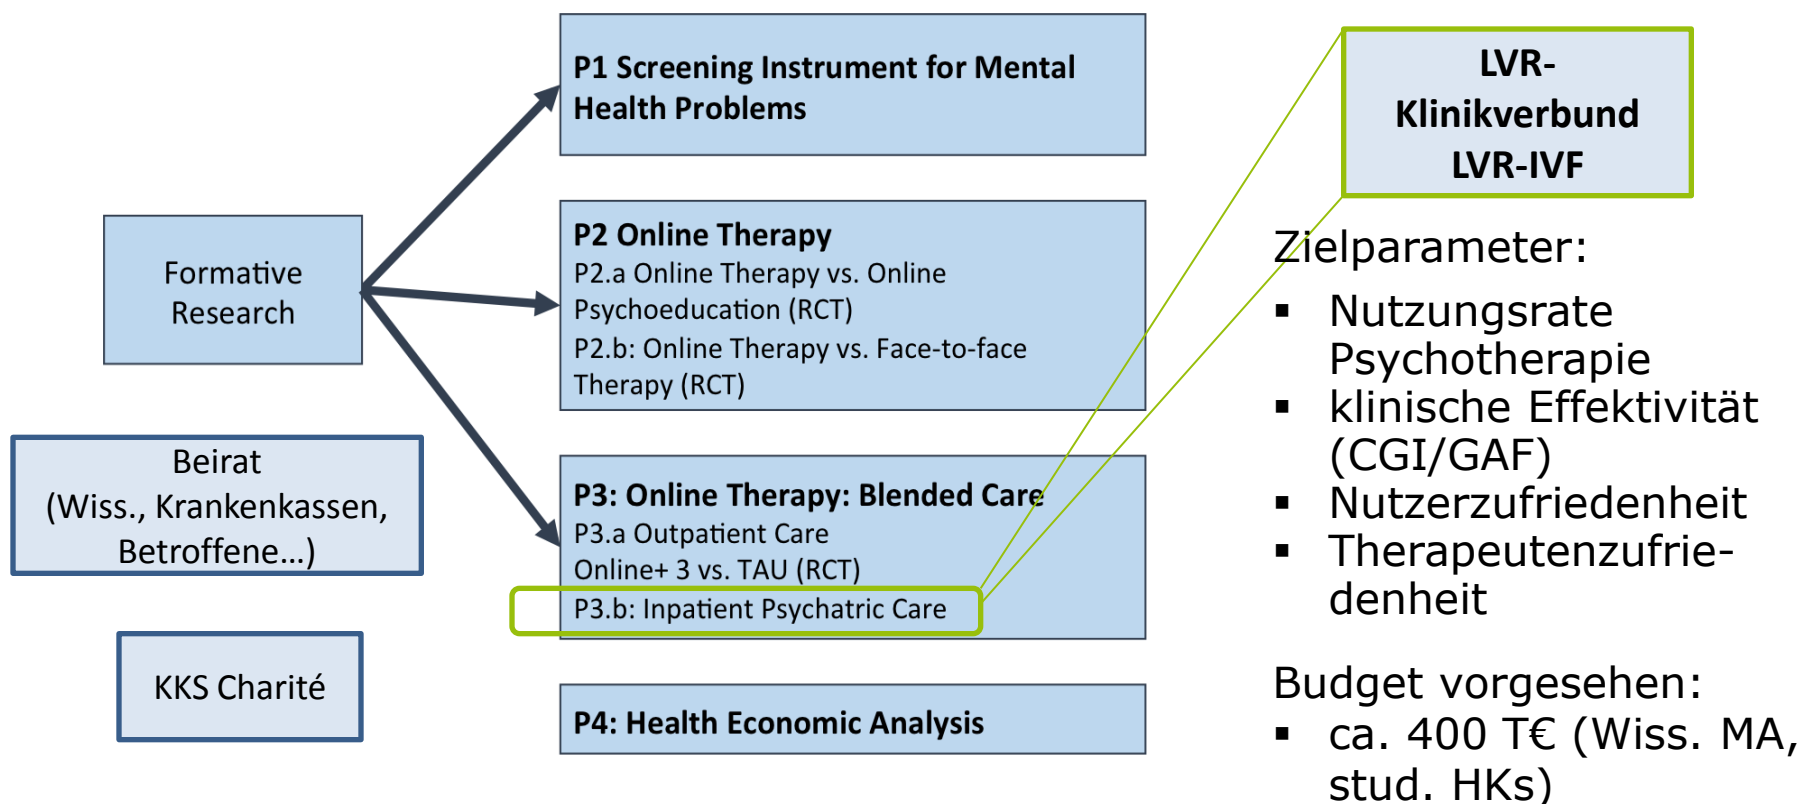 P1 Screening Instrument for Mental
Health Problems
Formative
Research
P2 Online Therapy
P2.a Online Therapy vs. Online
Psychoeducation (RCT)
P2.b: Online Therapy vs. Face-to-face
Therapy (RCT)
Beirat
(Wiss., Krankenkassen,
Betroffene...)
P3: Online Therapy: Blended Care
P3.a Outpatient Care
Online+ 3 vs. TAU (RCT)
P3.b: Inpatient Psychatric Care
KKS Charité
P4: Health Economic Analysis
LVR-
Klinikverbund
LVR-IVF
Zielparameter:
▪ Nutzungsrate
Psychotherapie
▪ klinische Effektivität
(CGI/GAF)
▪ Nutzerzufriedenheit
▪ Therapeutenzufrie-
denheit
Budget vorgesehen:
▪ ca. 400 T€ (Wiss. MA,
stud. HKs)